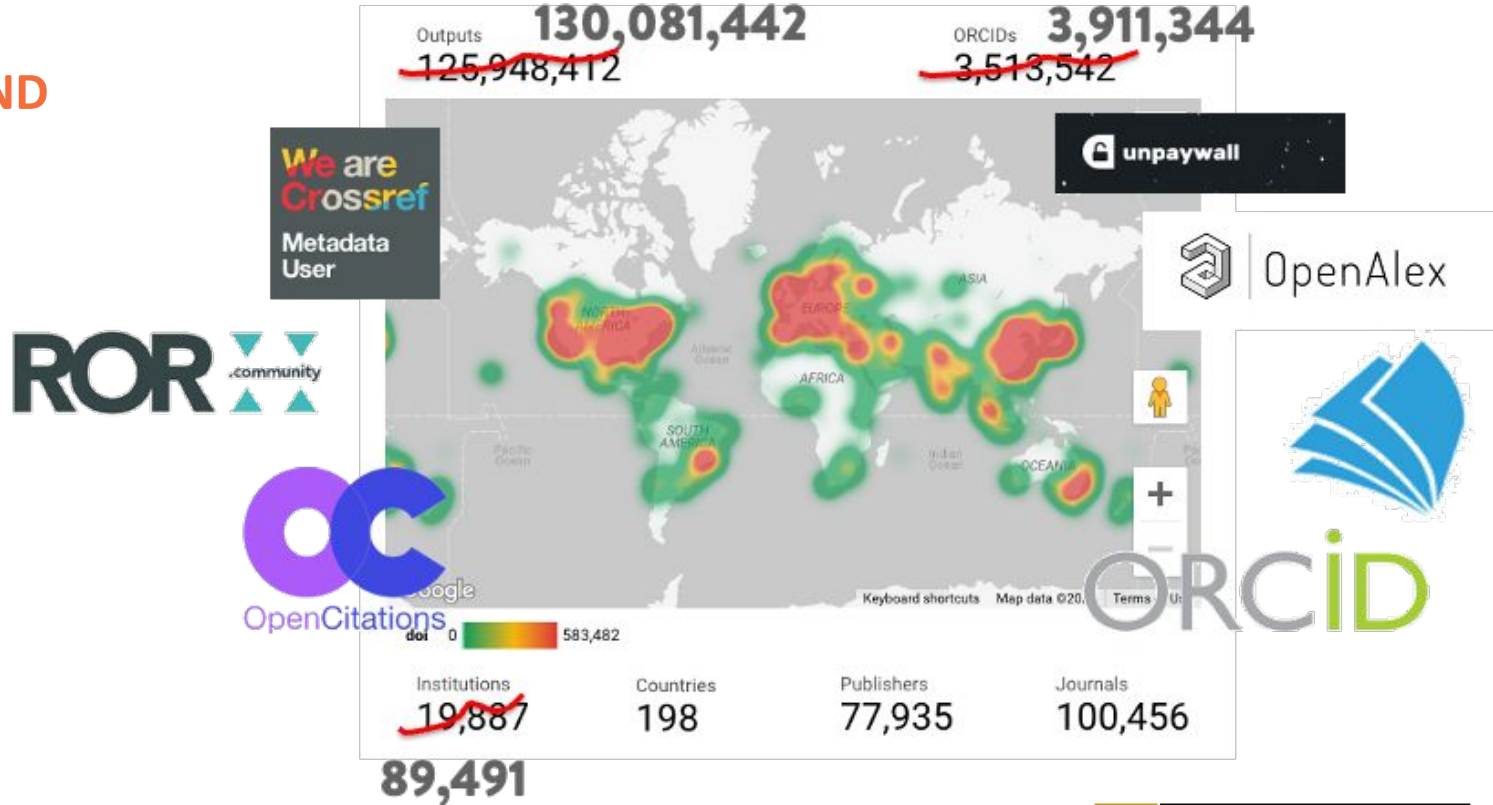 ND
Outputs 130,081,442
125,948,412
ORCIDs 3,911,344
3,513,542
We are
Crossref
Metadata
User
unpaywall
OpenAlex
ROR .community
NORTH
AMERICA
EUROPE
ASIA
Atlantic
Ocean
AFRICA
SOUTH
AMERICA
Pacific
Ocean
Indian
Ocean
OCEANIA
OC
OpenCitations
ORCiD
Keyboard shortcuts Map data ©20 Terms
doi 0 583,482
Institutions
19,887
89,491
Countries
198
Publishers
77,935
Journals
100,456